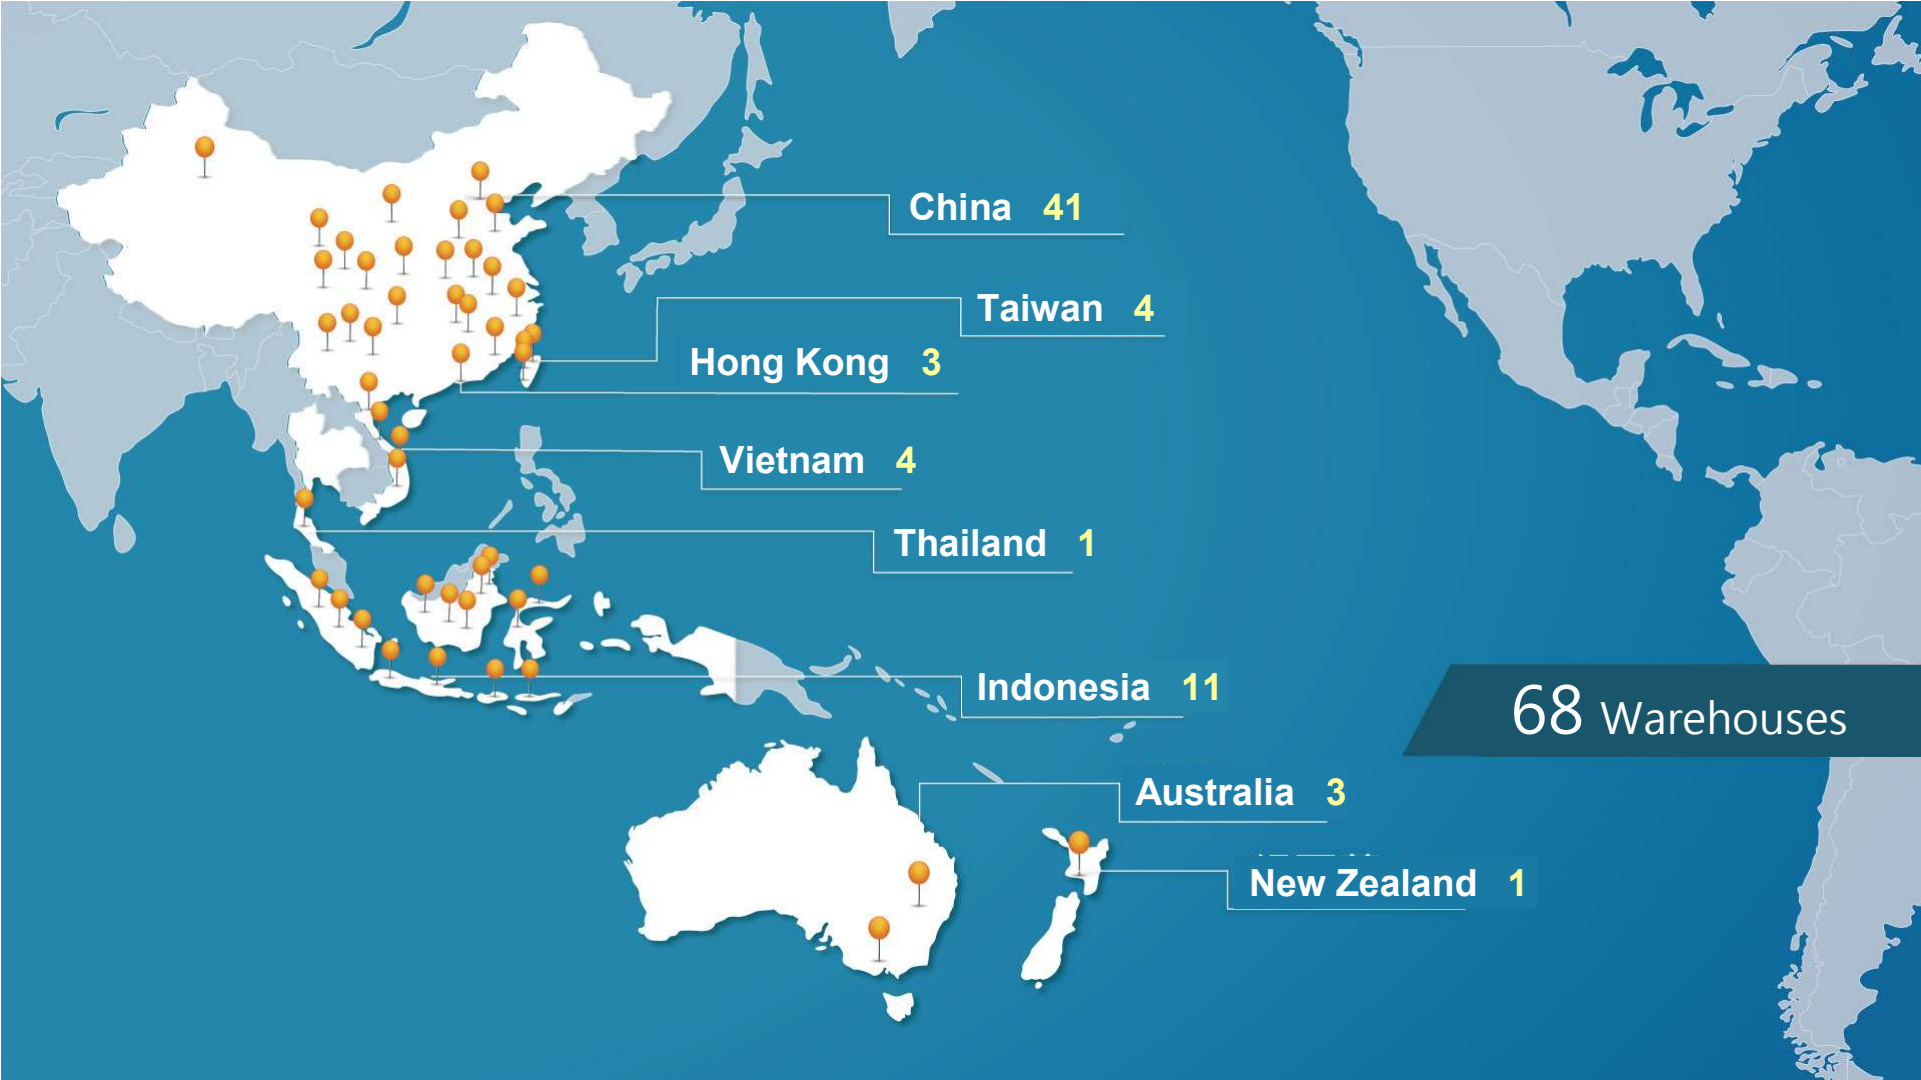 China 41
Taiwan 4
Hong Kong 3
Vietnam 4
Thailand 1
Indonesia 11
68 Warehouses
Australia 3
New Zealand 1